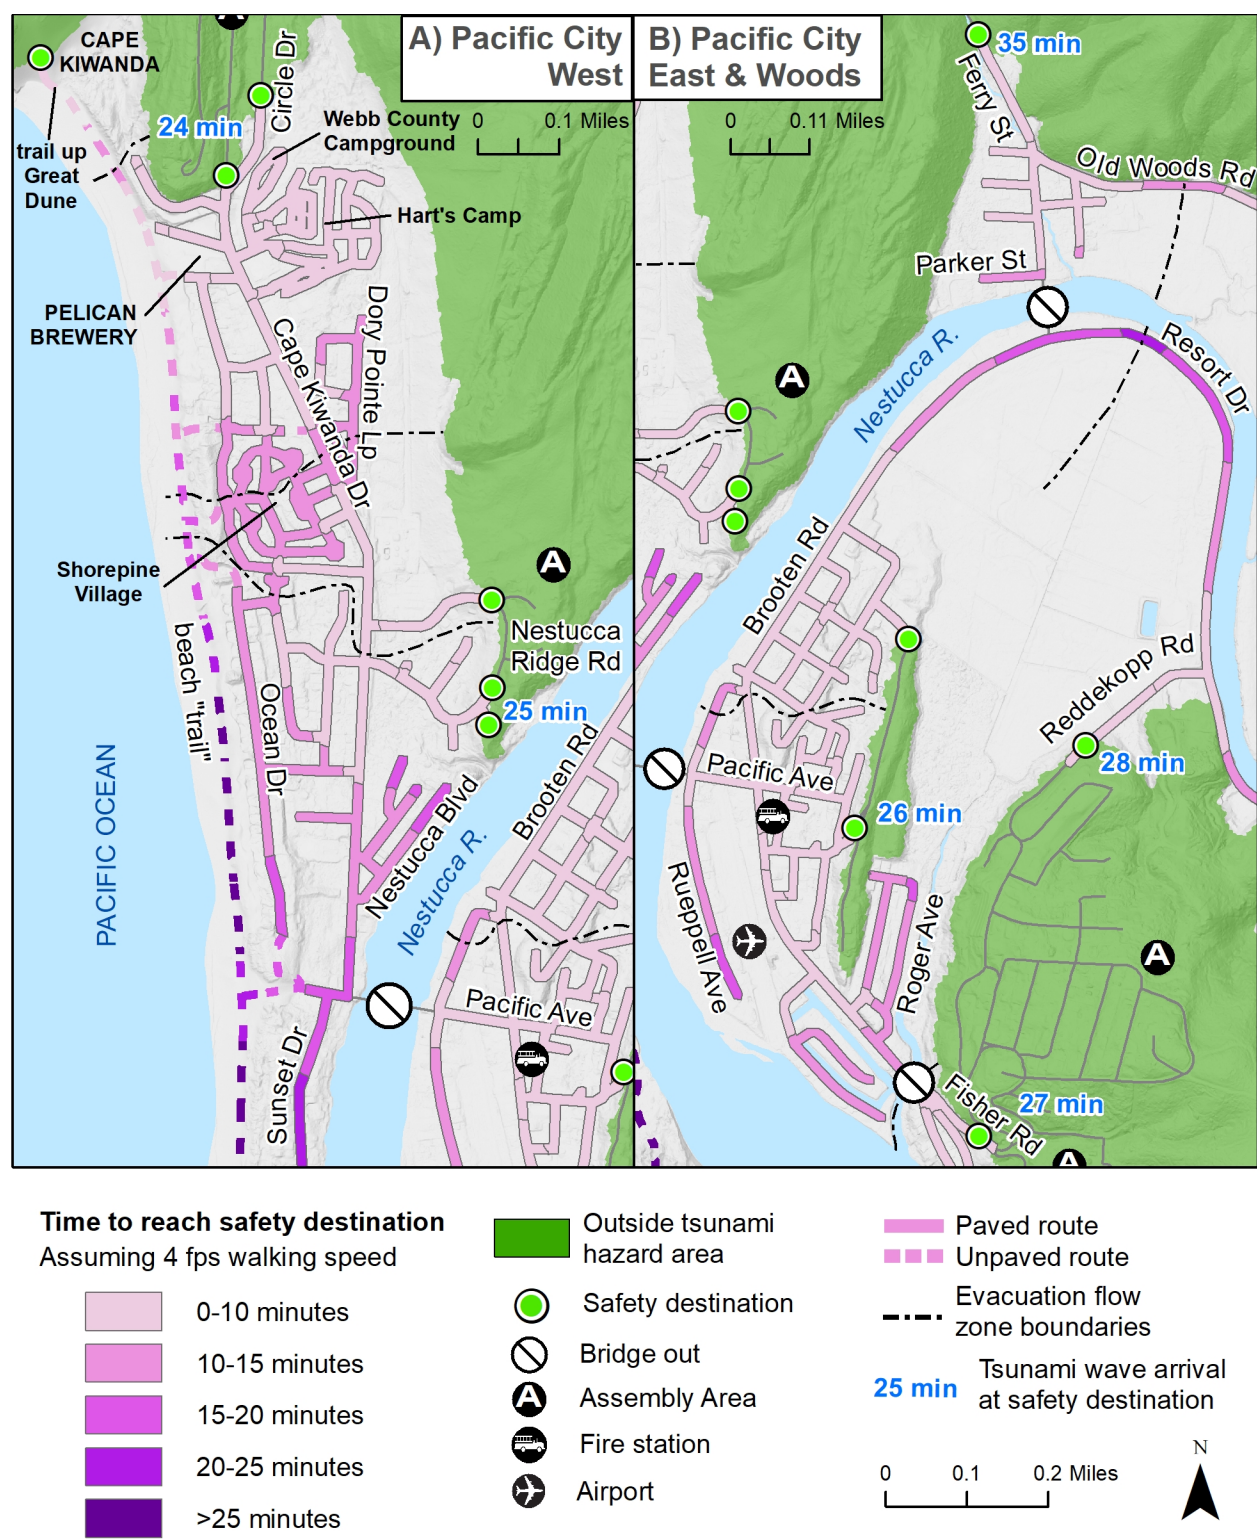 A) Pacific City
West
B) Pacific City
East & Woods
CAPE
KIWANDA
Circle Dr
24 min
Webb County
Campground
0 0.1 Miles
trail up
Great
Dune
Hart's Camp
PELICAN
BREWERY
Dory Pointe Lp
Cape Kiwanda Dr
Shorepine
Village
A
Nestucca
Ridge Rd
25 min
beach "trail"
Ocean Dr
PACIFIC OCEAN
Brooten Rd
Nestucca Blvd
Nestucca R.
Pacific Ave
Sunset Dr
35 min
Ferry St
0 0.11 Miles
Old Woods Rd
Parker St
Nestucca R.
Resort Dr
A
Brooten Rd
Reddekopp Rd
28 min
Pacific Ave
26 min
Rueppell Ave
Roger Ave
A
Fisher Rd
27 min
A
Time to reach safety destination
Assuming 4 fps walking speed
0-10 minutes
10-15 minutes
15-20 minutes
20-25 minutes
>25 minutes
Outside tsunami
hazard area
Safety destination
Bridge out
A Assembly Area
Fire station
Airport
Paved route
Unpaved route
Evacuation flow
zone boundaries
25 min Tsunami wave arrival
at safety destination
0 0.1 0.2 Miles
N